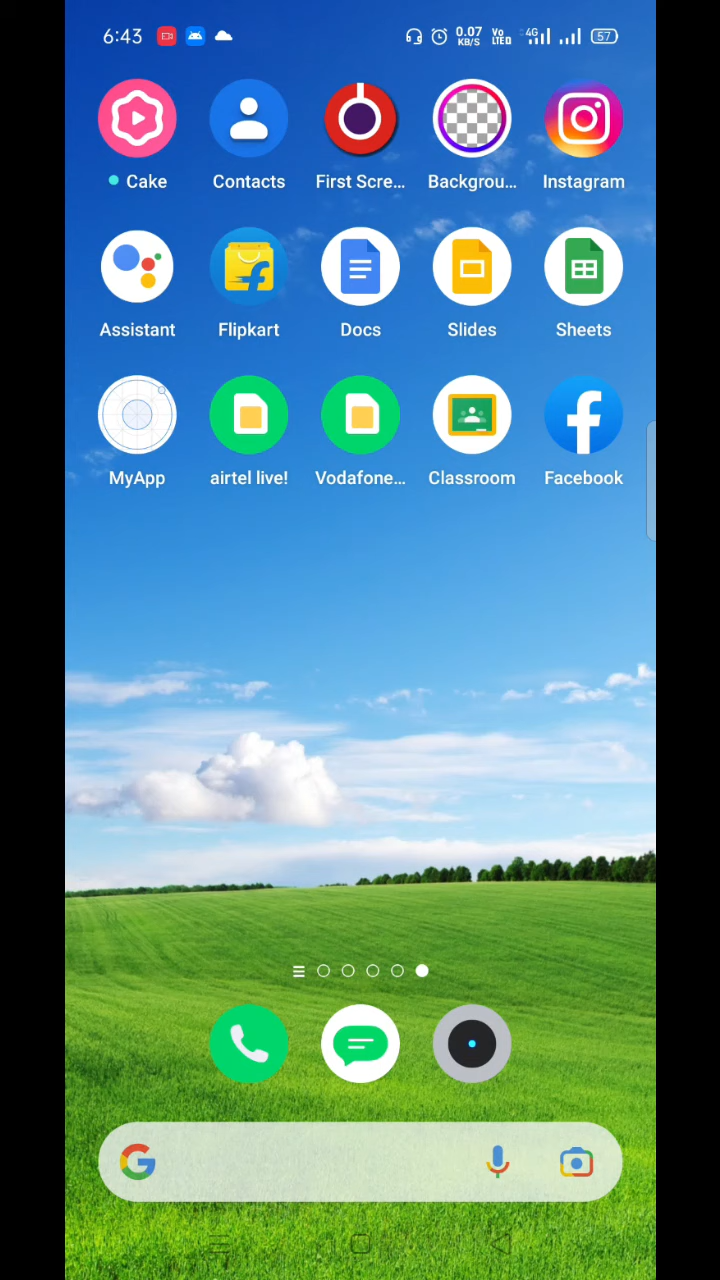 6:43 0.07 KB/S Vo LTE 4G 57
Cake Contacts First Scre... Backgrou... Instagram
Assistant Flipkart Docs Slides Sheets
MyApp airtel live! Vodafone... Classroom Facebook